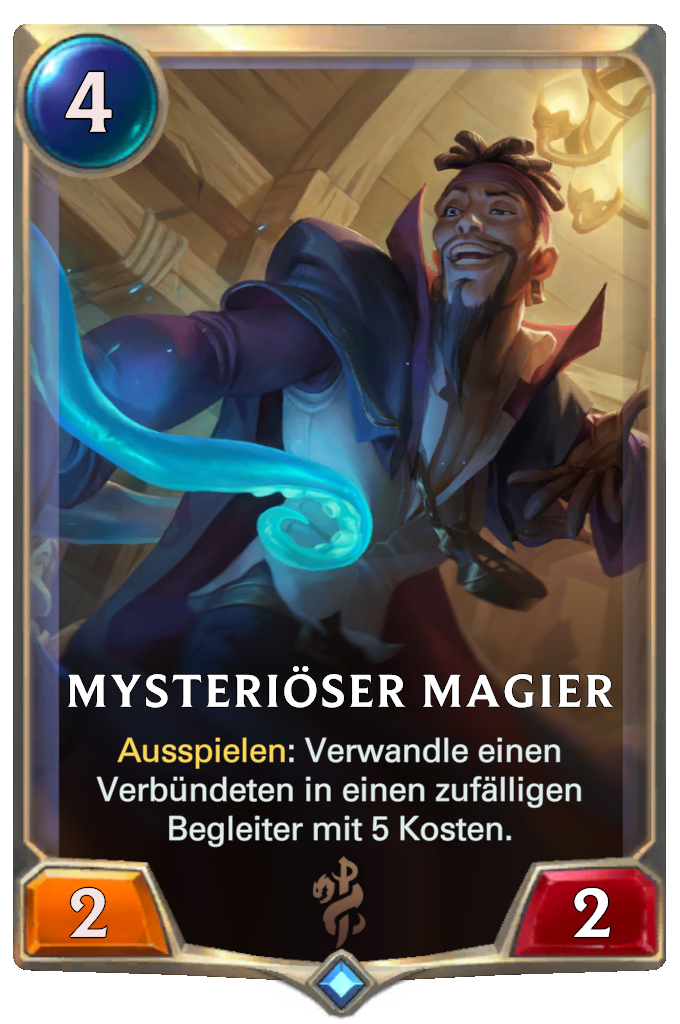 4
MYSTERIÖSER MAGIER
Ausspielen: Verwandle einen
Verbündeten in einen zufälligen
Begleiter mit 5 Kosten.
2
2